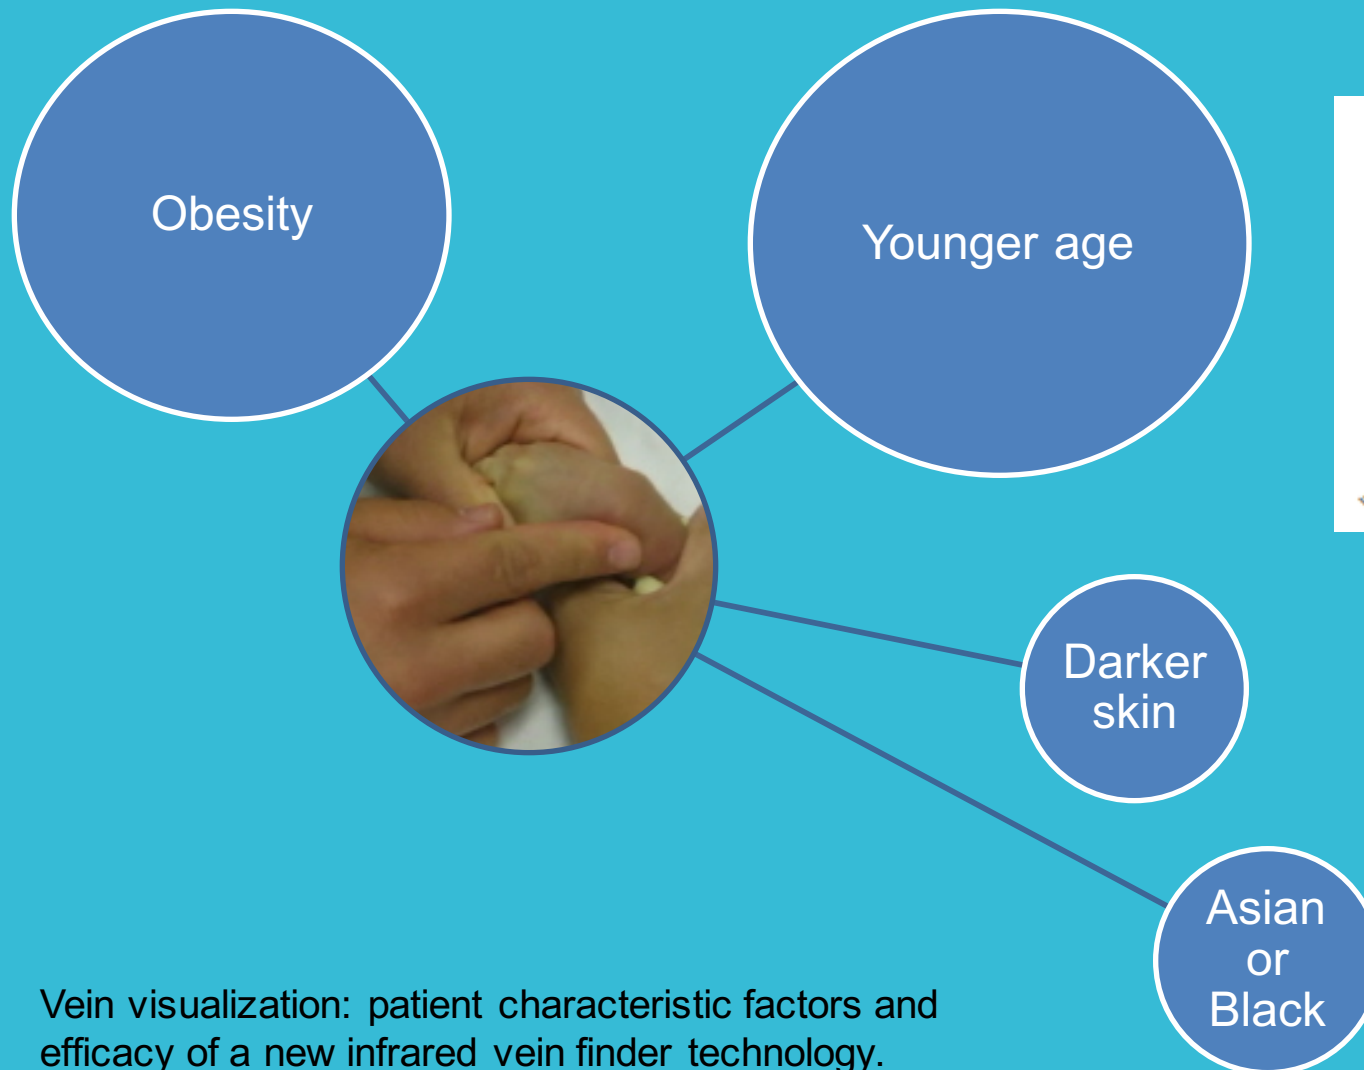 Obesity
Younger age
Darker
skin
Asian
or
Black
Vein visualization: patient characteristic factors and
efficacy of a new infrared vein finder technology.